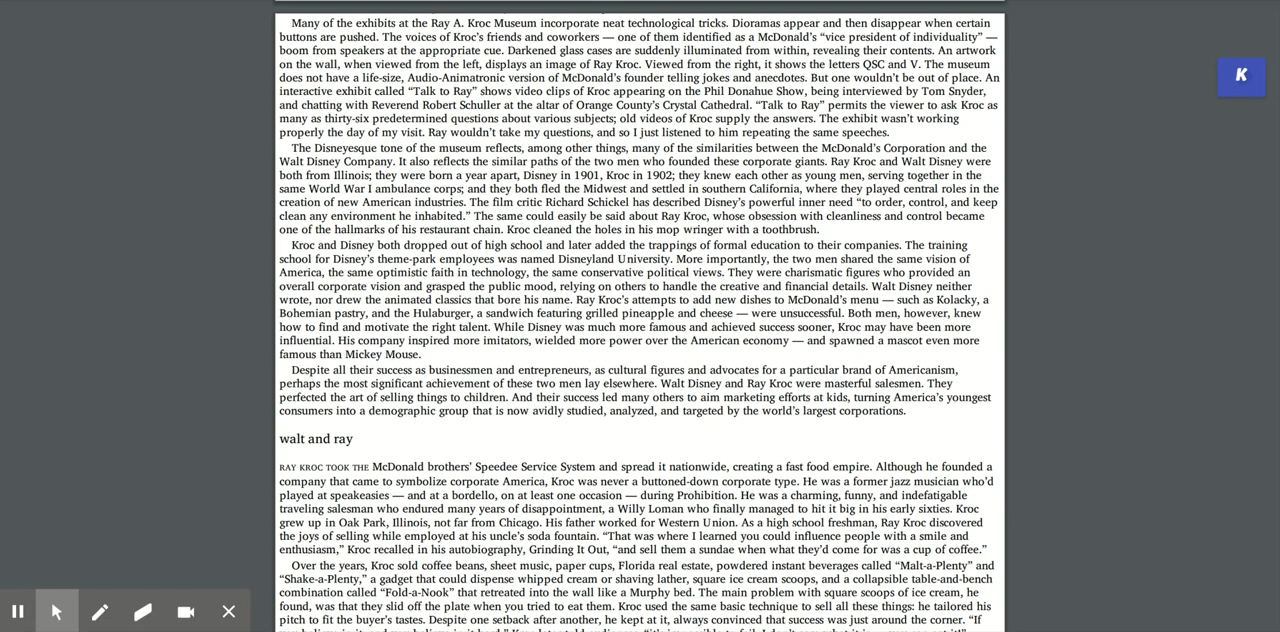 Many of the exhibits at the Ray A. Kroc Museum incorporate neat technological tricks. Dioramas appear and then disappear when certain
buttons are pushed. The voices of Kroc's friends and coworkers — one of them identified as a McDonald's “vice president of individuality” —
boom from speakers at the appropriate cue. Darkened glass cases are suddenly illuminated from within, revealing their contents. An artwork
on the wall, when viewed from the left, displays an image of Ray Kroc. Viewed from the right, it shows the letters QSC and V. The museum
does not have a life-size, Audio-Animatronic version of McDonald's founder telling jokes and anecdotes. But one wouldn't be out of place. An
interactive exhibit called “Talk to Ray” shows video clips of Kroc appearing on the Phil Donahue Show, being interviewed by Tom Snyder,
and chatting with Reverend Robert Schuller at the altar of Orange County's Crystal Cathedral. “Talk to Ray” permits the viewer to ask Kroc as
many as thirty-six predetermined questions about various subjects; old videos of Kroc supply the answers. The exhibit wasn't working
properly the day of my visit. Ray wouldn't take my questions, and so I just listened to him repeating the same speeches.
The Disneyesque tone of the museum reflects, among other things, many of the similarities between the McDonald's Corporation and the
Walt Disney Company. It also reflects the similar paths of the two men who founded these corporate giants. Ray Kroc and Walt Disney were
both from Illinois; they were born a year apart, Disney in 1901, Kroc in 1902; they knew each other as young men, serving together in the
same World War I ambulance corps; and they both fled the Midwest and settled in southern California, where they played central roles in the
creation of new American industries. The film critic Richard Schickel has described Disney's powerful inner need “to order, control, and keep
clean any environment he inhabited.” The same could easily be said about Ray Kroc, whose obsession with cleanliness and control became
one of the hallmarks of his restaurant chain. Kroc cleaned the holes in his mop wringer with a toothbrush.
Kroc and Disney both dropped out of high school and later added the trappings of formal education to their companies. The training
school for Disney's theme-park employees was named Disneyland University. More importantly, the two men shared the same vision of
America, the same optimistic faith in technology, the same conservative political views. They were charismatic figures who provided an
overall corporate vision and grasped the public mood, relying on others to handle the creative and financial details. Walt Disney neither
wrote, nor drew the animated classics that bore his name. Ray Kroc's attempts to add new dishes to McDonald's menu — such as Kolacky, a
Bohemian pastry, and the Hulaburger, a sandwich featuring grilled pineapple and cheese — were unsuccessful. Both men, however, knew
how to find and motivate the right talent. While Disney was much more famous and achieved success sooner, Kroc may have been more
influential. His company inspired more imitators, wielded more power over the American economy — and spawned a mascot even more
famous than Mickey Mouse.
Despite all their success as businessmen and entrepreneurs, as cultural figures and advocates for a particular brand of Americanism,
perhaps the most significant achievement of these two men lay elsewhere. Walt Disney and Ray Kroc were masterful salesmen. They
perfected the art of selling things to children. And their success led many others to aim marketing efforts at kids, turning America's youngest
consumers into a demographic group that is now avidly studied, analyzed, and targeted by the world's largest corporations.
walt and ray
RAY KROC TOOK THE McDonald brothers' Speedee Service System and spread it nationwide, creating a fast food empire. Although he founded a
company that came to symbolize corporate America, Kroc was never a buttoned-down corporate type. He was a former jazz musician who'd
played at speakeasies — and at a bordello, on at least one occasion — during Prohibition. He was a charming, funny, and indefatigable
traveling salesman who endured many years of disappointment, a Willy Loman who finally managed to hit it big in his early sixties. Kroc
grew up in Oak Park, Illinois, not far from Chicago. His father worked for Western Union. As a high school freshman, Ray Kroc discovered
the joys of selling while employed at his uncle's soda fountain. “That was where I learned you could influence people with a smile and
enthusiasm,” Kroc recalled in his autobiography, Grinding It Out, “and sell them a sundae when what they'd come for was a cup of coffee.”
Over the years, Kroc sold coffee beans, sheet music, paper cups, Florida real estate, powdered instant beverages called “Malt-a-Plenty” and
“Shake-a-Plenty,” a gadget that could dispense whipped cream or shaving lather, square ice cream scoops, and a collapsible table-and-bench
combination called “Fold-a-Nook” that retreated into the wall like a Murphy bed. The main problem with square scoops of ice cream, he
found, was that they slid off the plate when you tried to eat them. Kroc used the same basic technique to sell all these things: he tailored his
pitch to fit the buyer's tastes. Despite one setback after another, he kept at it, always convinced that success was just around the corner. “If
K